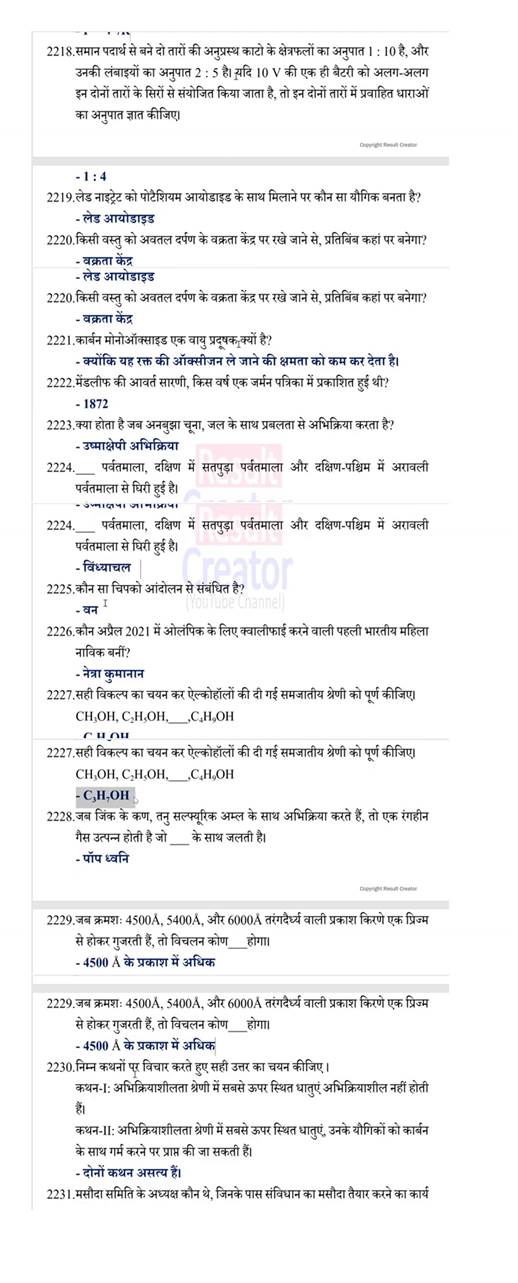 2218.समान पदार्थ से बने दो तारों की अनुप्रस्थ काटो के क्षेत्रफलों का अनुपात 1 : 10 है, और
उनकी लंबाइयों का अनुपात 2 : 5 है। यदि 10 V की एक ही बैटरी को अलग-अलग
इन दोनों तारों के सिरों से संयोजित किया जाता है, तो इन दोनों तारों में प्रवाहित धाराओं
का अनुपात ज्ञात कीजिए।
Copyright Result Creator
- 1 : 4
2219.लेड नाइट्रेट को पोटैशियम आयोडाइड के साथ मिलाने पर कौन सा यौगिक बनता है?
- लेड आयोडाइड
2220.किसी वस्तु को अवतल दर्पण के वक्रता केंद्र पर रखे जाने से, प्रतिबिंब कहां पर बनेगा?
- वक्रता केंद्र
- लेड आयोडाइड
2220.किसी वस्तु को अवतल दर्पण के वक्रता केंद्र पर रखे जाने से, प्रतिबिंब कहां पर बनेगा?
- वक्रता केंद्र
2221.कार्बन मोनोऑक्साइड एक वायु प्रदूषक क्यों है?
- क्योंकि यह रक्त की ऑक्सीजन ले जाने की क्षमता को कम कर देता है।
2222.मेंडलीफ की आवर्त सारणी, किस वर्ष एक जर्मन पत्रिका में प्रकाशित हुई थी?
- 1872
2223.क्या होता है जब अनबुझा चूना, जल के साथ प्रबलता से अभिक्रिया करता है?
- उष्माक्षेपी अभिक्रिया
Result
2224.___ पर्वतमाला, दक्षिण में सतपुड़ा पर्वतमाला और दक्षिण-पश्चिम में अरावली
पर्वतमाला से घिरी हुई है।
Creator
- उष्माक्षेपी अभिक्रिया
Result
2224.___ पर्वतमाला, दक्षिण में सतपुड़ा पर्वतमाला और दक्षिण-पश्चिम में अरावली
पर्वतमाला से घिरी हुई है।
- विंध्याचल
Creator
2225.कौन सा चिपको आंदोलन से संबंधित है?
(YouTube Channel)
- वन
2226.कौन अप्रैल 2021 में ओलंपिक के लिए क्वालीफाई करने वाली पहली भारतीय महिला
नाविक बनीं?
- नेत्रा कुमानान
2227.सही विकल्प का चयन कर ऐल्कोहॉलों की दी गई समजातीय श्रेणी को पूर्ण कीजिए।
CH₃OH, C₂H₅OH,___,C₄H₉OH
2227.सही विकल्प का चयन कर ऐल्कोहॉलों की दी गई समजातीय श्रेणी को पूर्ण कीजिए।
CH₃OH, C₂H₅OH,___,C₄H₉OH
- C₃H₇OH
2228.जब जिंक के कण, तनु सल्फ्यूरिक अम्ल के साथ अभिक्रिया करते हैं, तो एक रंगहीन
गैस उत्पन्न होती है जो ___ के साथ जलती है।
- पॉप ध्वनि
Copyright Result Creator
2229.जब क्रमशः 4500Å, 5400Å, और 6000Å तरंगदैर्ध्य वाली प्रकाश किरणे एक प्रिज्म
से होकर गुजरती हैं, तो विचलन कोण___होगा।
- 4500 Å के प्रकाश में अधिक
2229.जब क्रमशः 4500Å, 5400Å, और 6000Å तरंगदैर्ध्य वाली प्रकाश किरणे एक प्रिज्म
से होकर गुजरती हैं, तो विचलन कोण___होगा।
- 4500 Å के प्रकाश में अधिक
2230.निम्न कथनों पर विचार करते हुए सही उत्तर का चयन कीजिए।
कथन-I: अभिक्रियाशीलता श्रेणी में सबसे ऊपर स्थित धातुएं अभिक्रियाशील नहीं होती
हैं।
कथन-II: अभिक्रियाशीलता श्रेणी में सबसे ऊपर स्थित धातुएं, उनके यौगिकों को कार्बन
के साथ गर्म करने पर प्राप्त की जा सकती हैं।
- दोनों कथन असत्य हैं।
2231.मसौदा समिति के अध्यक्ष कौन थे, जिनके पास संविधान का मसौदा तैयार करने का कार्य